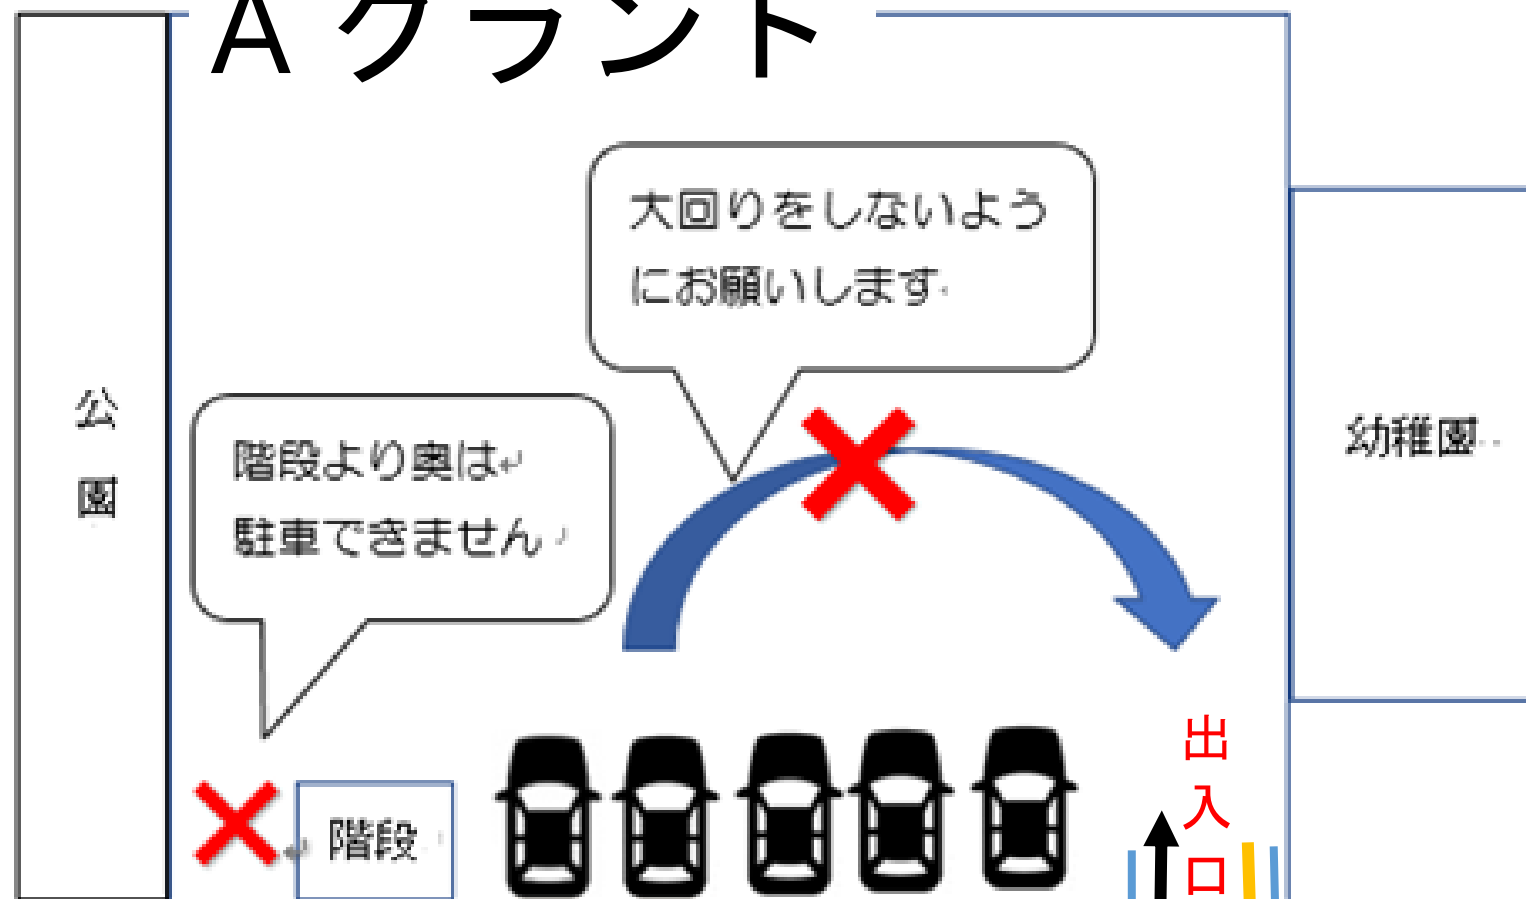 A グラント
大回りをしないよう
にお願いします
公園
階段より奥は
駐車できません
幼稚園
階段
出入口